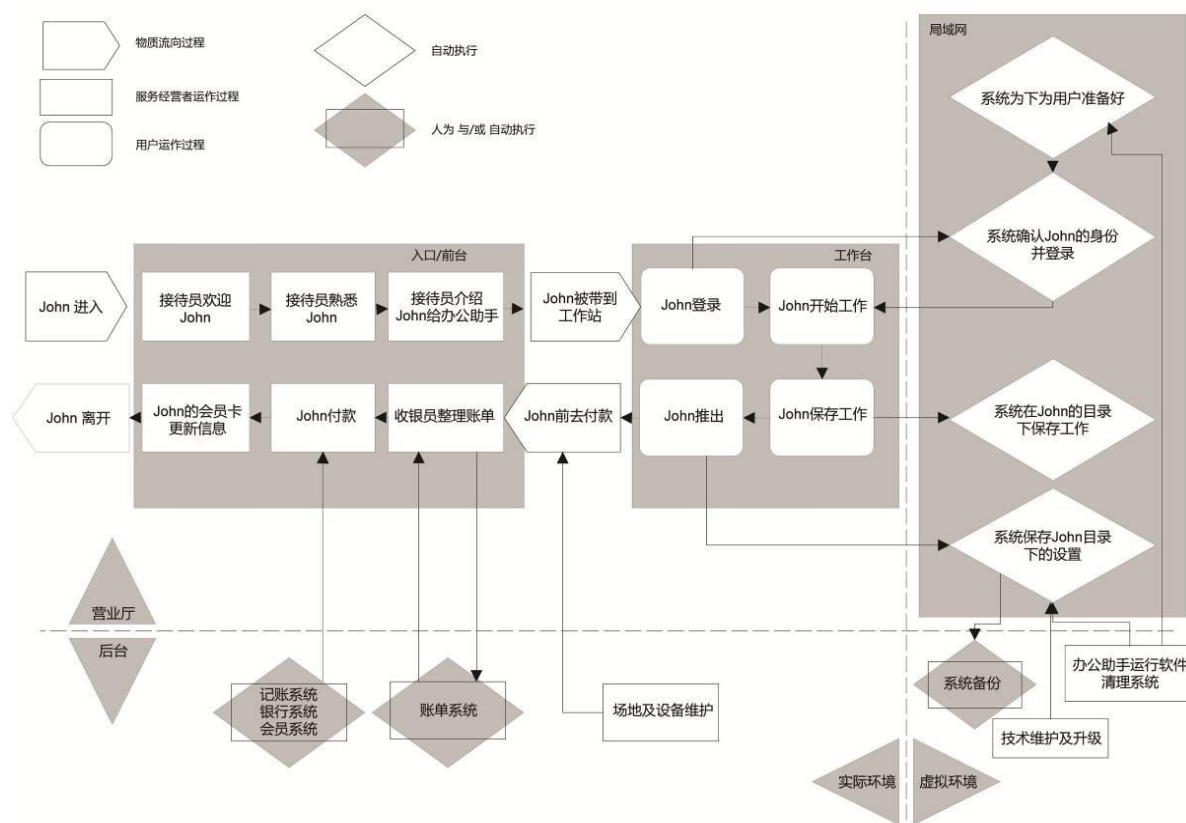 物质流向过程
自动执行
服务经营者运作过程
人为 与/或 自动执行
用户运作过程
局域网
系统为下为用户准备好
系统确认John的身份
并登录
入口/前台
工作台
John 进入
接待员欢迎
John
接待员熟悉
John
接待员介绍
John给办公助手
John被带到
工作站
John登录
John开始工作
John 离开
John的会员卡
更新信息
John付款
收银员整理账单
John前去付款
John推出
John保存工作
系统在John的目录
下保存工作
系统保存John目录
下的设置
营业厅
后台
记账系统
银行系统
会员系统
账单系统
场地及设备维护
系统备份
办公助手运行软件
清理系统
技术维护及升级
实际环境
虚拟环境